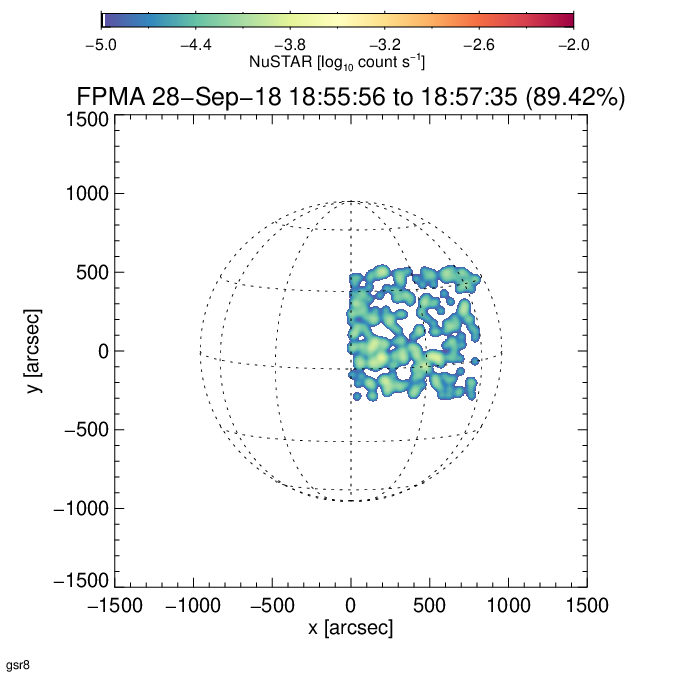 −5.0 −4.4 −3.8 −3.2 −2.6 −2.0
NuSTAR [log10 count s−1]
FPMA 28−Sep−18 18:55:56 to 18:57:35 (89.42%)
1500
1000
500
0
−500
−1000
−1500
y [arcsec]
−1500 −1000 −500 0 500 1000 1500
x [arcsec]
gsr8